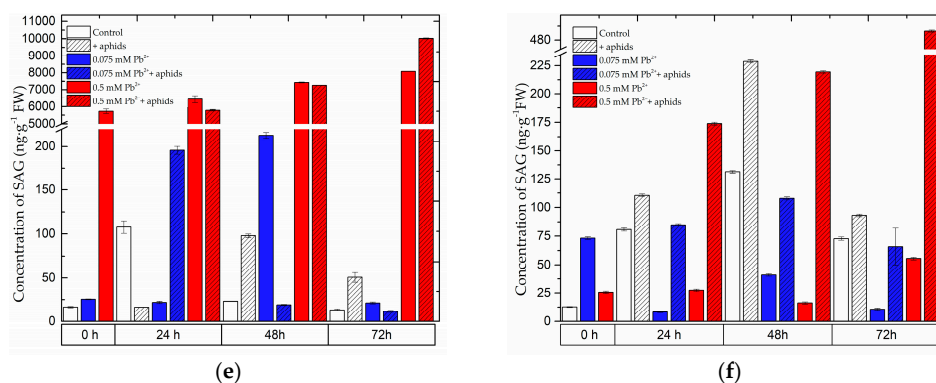 Concentration of SAG (ng·g⁻¹ FW)
11000
10000
9000
8000
7000
6000
5000
200
150
100
50
0
Control
+ aphids
0.075 mM Pb²⁺
0.075 mM Pb²⁺+ aphids
0.5 mM Pb²⁺
0.5 mM Pb²⁺+ aphids
0 h 24 h 48h 72h
(e)
Concentration of SAG (ng·g⁻¹FW)
480
225
175
125
100
75
50
25
0
Control
+ aphids
0.075 mM Pb²⁺
0.075 mM Pb²⁺+ aphids
0.5 mM Pb²⁺
0.5 mM Pb²⁺+ aphids
0 h 24 h 48h 72h
(f)